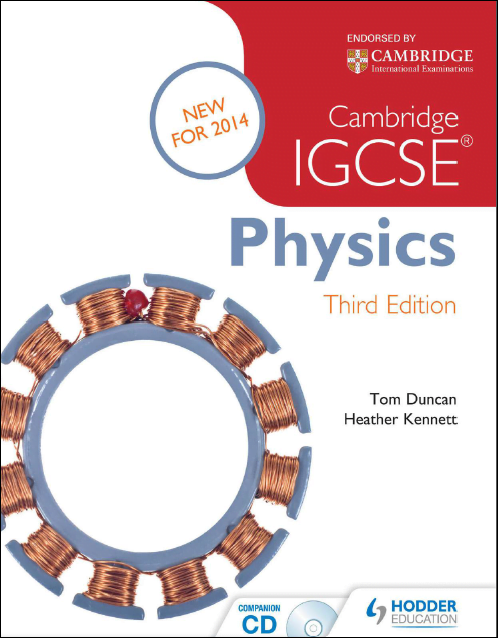 ENDORSED BY
CAMBRIDGE
International Examinations
NEW
FOR 2014
Cambridge
IGCSE®
Physics
Third Edition
Tom Duncan
Heather Kennett
COMPANION
CD
HODDER
EDUCATION